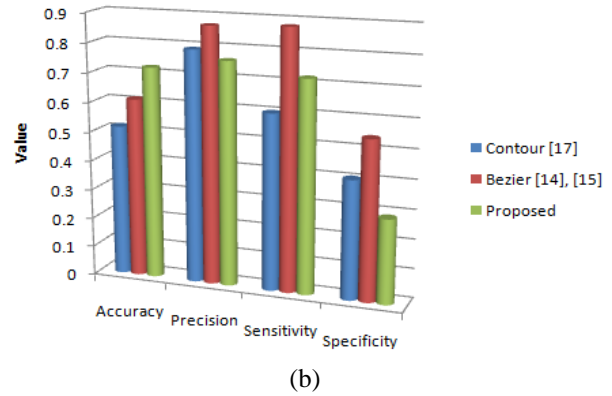 0.9
0.8
0.7
0.6
0.5
0.4
0.3
0.2
0.1
0
Value
Accuracy
Precision
Sensitivity
Specificity
Contour [17]
Bezier [14], [15]
Proposed
(b)